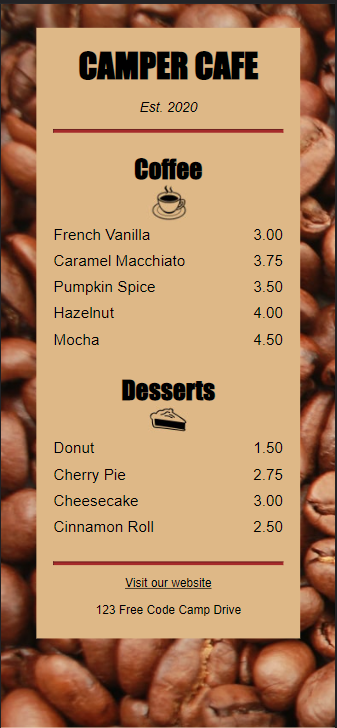 CAMPER CAFE
Est. 2020
Coffee
French Vanilla 3.00
Caramel Macchiato 3.75
Pumpkin Spice 3.50
Hazelnut 4.00
Mocha 4.50
Desserts
Donut 1.50
Cherry Pie 2.75
Cheesecake 3.00
Cinnamon Roll 2.50
Visit our website
123 Free Code Camp Drive